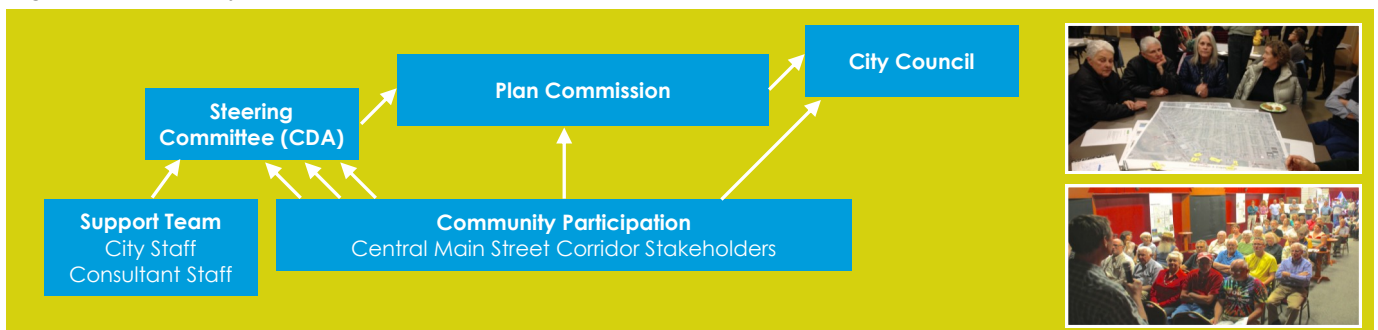 City Council
Plan Commission
Steering
Committee (CDA)
Support Team
City Staff
Consultant Staff
Community Participation
Central Main Street Corridor Stakeholders